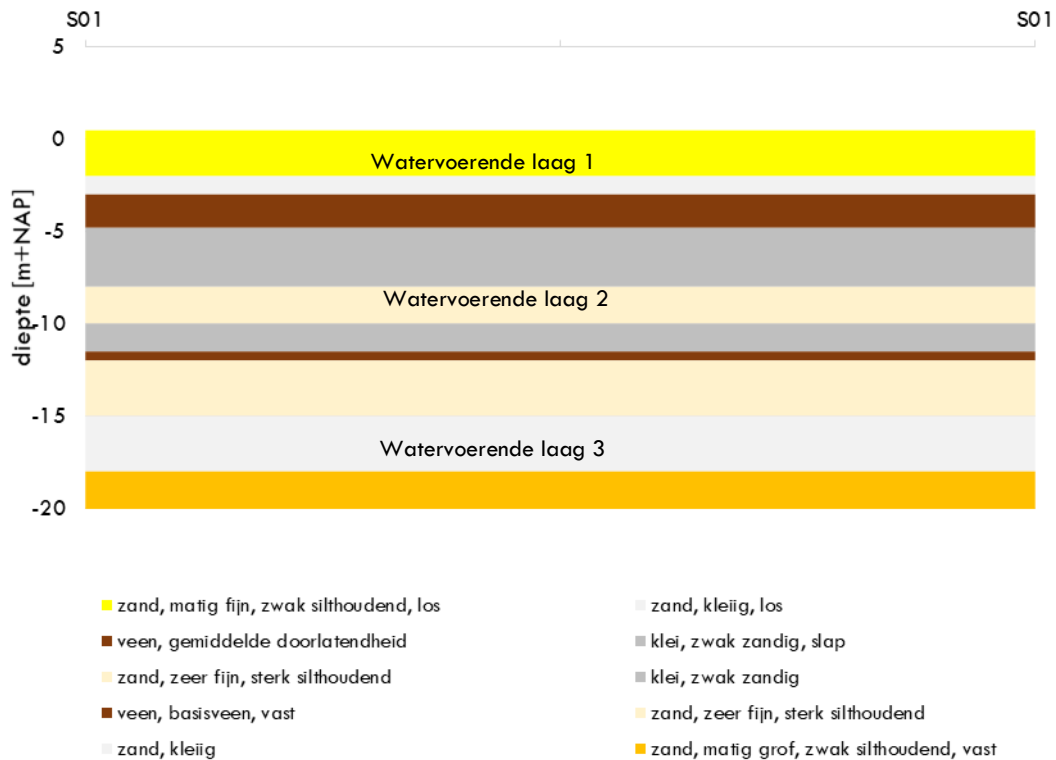 S01 S01
5
0
Watervoerende laag 1
diepte [m+NAP]
-5
Watervoerende laag 2
-10
-15
Watervoerende laag 3
-20
zand, matig fijn, zwak silthoudend, los
zand, kleiig, los
veen, gemiddelde doorlatendheid
klei, zwak zandig, slap
zand, zeer fijn, sterk silthoudend
klei, zwak zandig
veen, basisveen, vast
zand, zeer fijn, sterk silthoudend
zand, kleiig
zand, matig grof, zwak silthoudend, vast